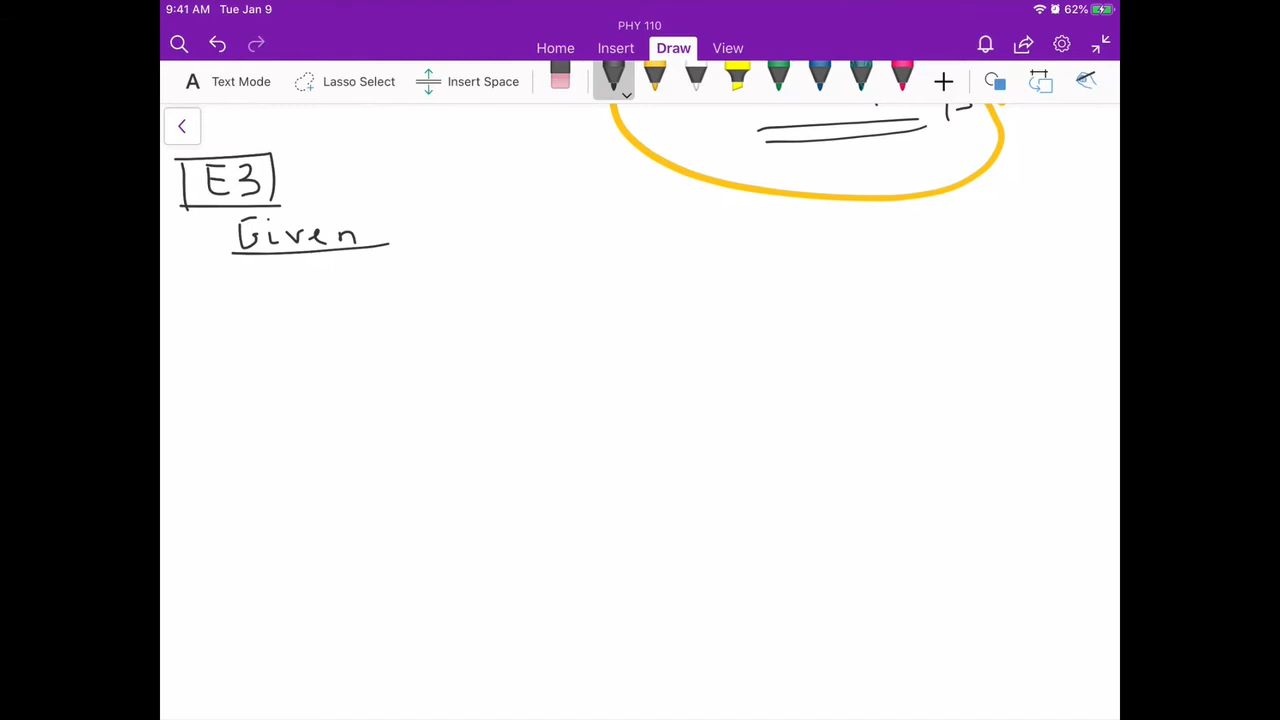 9:41 AM Tue Jan 9
62%
PHY 110
Home Insert Draw View
A Text Mode Lasso Select Insert Space
E3
Given